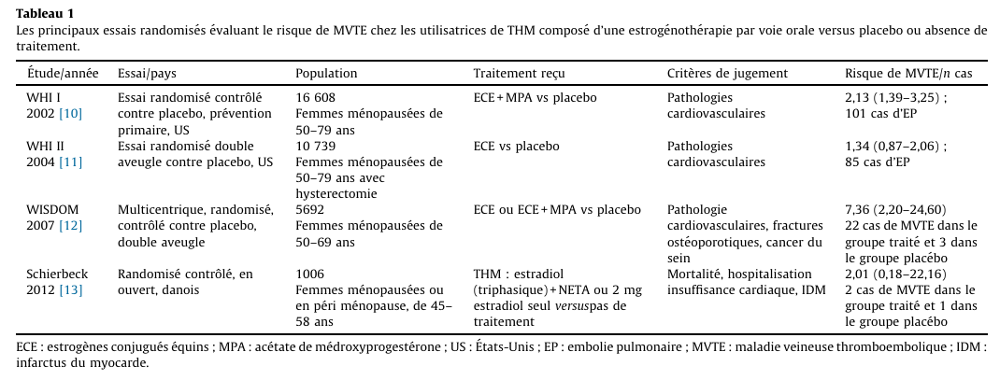 Tableau 1
Les principaux essais randomisés évaluant le risque de MVTE chez les utilisatrices de THM composé d'une estrogénothérapie par voie orale versus placebo ou absence de
traitement.
Étude/année Essai/pays Population Traitement reçu Critères de jugement Risque de MVTE/n cas
WHI I Essai randomisé contrôlé 16 608 ECE + MPA vs placebo Pathologies 2,13 (1,39–3,25) ;
2002 [10] contre placebo, prévention Femmes ménopausées de cardiovasculaires 101 cas d'EP
primaire, US 50–79 ans
WHI II Essai randomisé double 10 739 ECE vs placebo Pathologies 1,34 (0,87–2,06) ;
2004 [11] aveugle contre placebo, US Femmes ménopausées de cardiovasculaires 85 cas d'EP
50–79 ans avec
hysterectomie
WISDOM Multicentrique, randomisé, 5692 ECE ou ECE + MPA vs placebo Pathologie 7,36 (2,20–24,60)
2007 [12] contrôlé contre placebo, Femmes ménopausées de cardiovasculaires, fractures 22 cas de MVTE dans le
double aveugle 50–69 ans ostéoporotiques, cancer du groupe traité et 3 dans
sein le groupe placébo
Schierbeck Randomisé contrôlé, en 1006 THM : estradiol Mortalité, hospitalisation 2,01 (0,18–22,16)
2012 [13] ouvert, danois Femmes ménopausées ou (triphasique) + NETA ou 2 mg insuffisance cardiaque, IDM 2 cas de MVTE dans le
en péri ménopause, de 45– estradiol seul versuspas de groupe traité et 1 dans
58 ans traitement le groupe placébo
ECE : estrogènes conjugués équins ; MPA : acétate de médroxyprogestérone ; US : États-Unis ; EP : embolie pulmonaire ; MVTE : maladie veineuse thromboembolique ; IDM :
infarctus du myocarde.